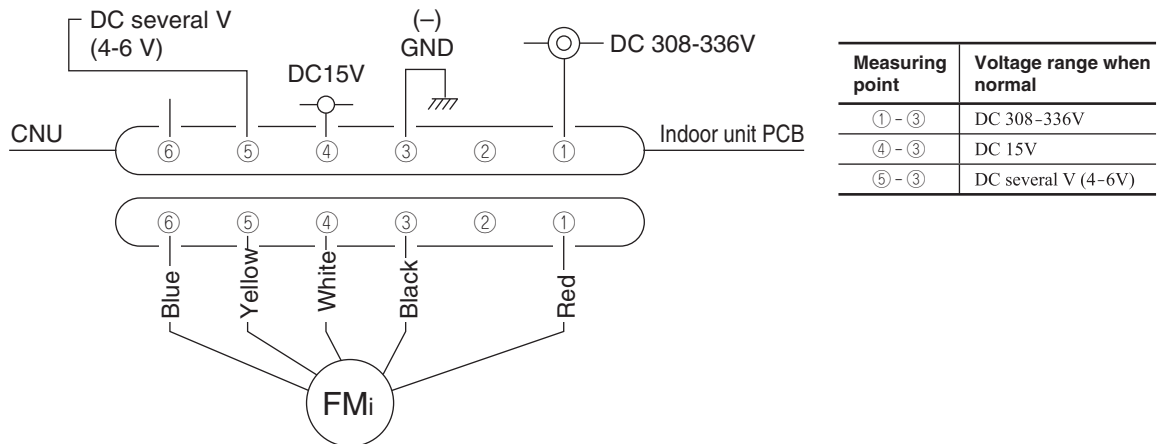 DC several V
(4-6 V)
(–)
GND
DC 308-336V
DC15V
CNU
⑥ ⑤ ④ ③ ② ①
Indoor unit PCB
⑥ ⑤ ④ ③ ② ①
Blue
Yellow
White
Black
Red
FMi
Measuring point
Voltage range when normal
①-③ DC 308-336V
④-③ DC 15V
⑤-③ DC several V (4-6V)